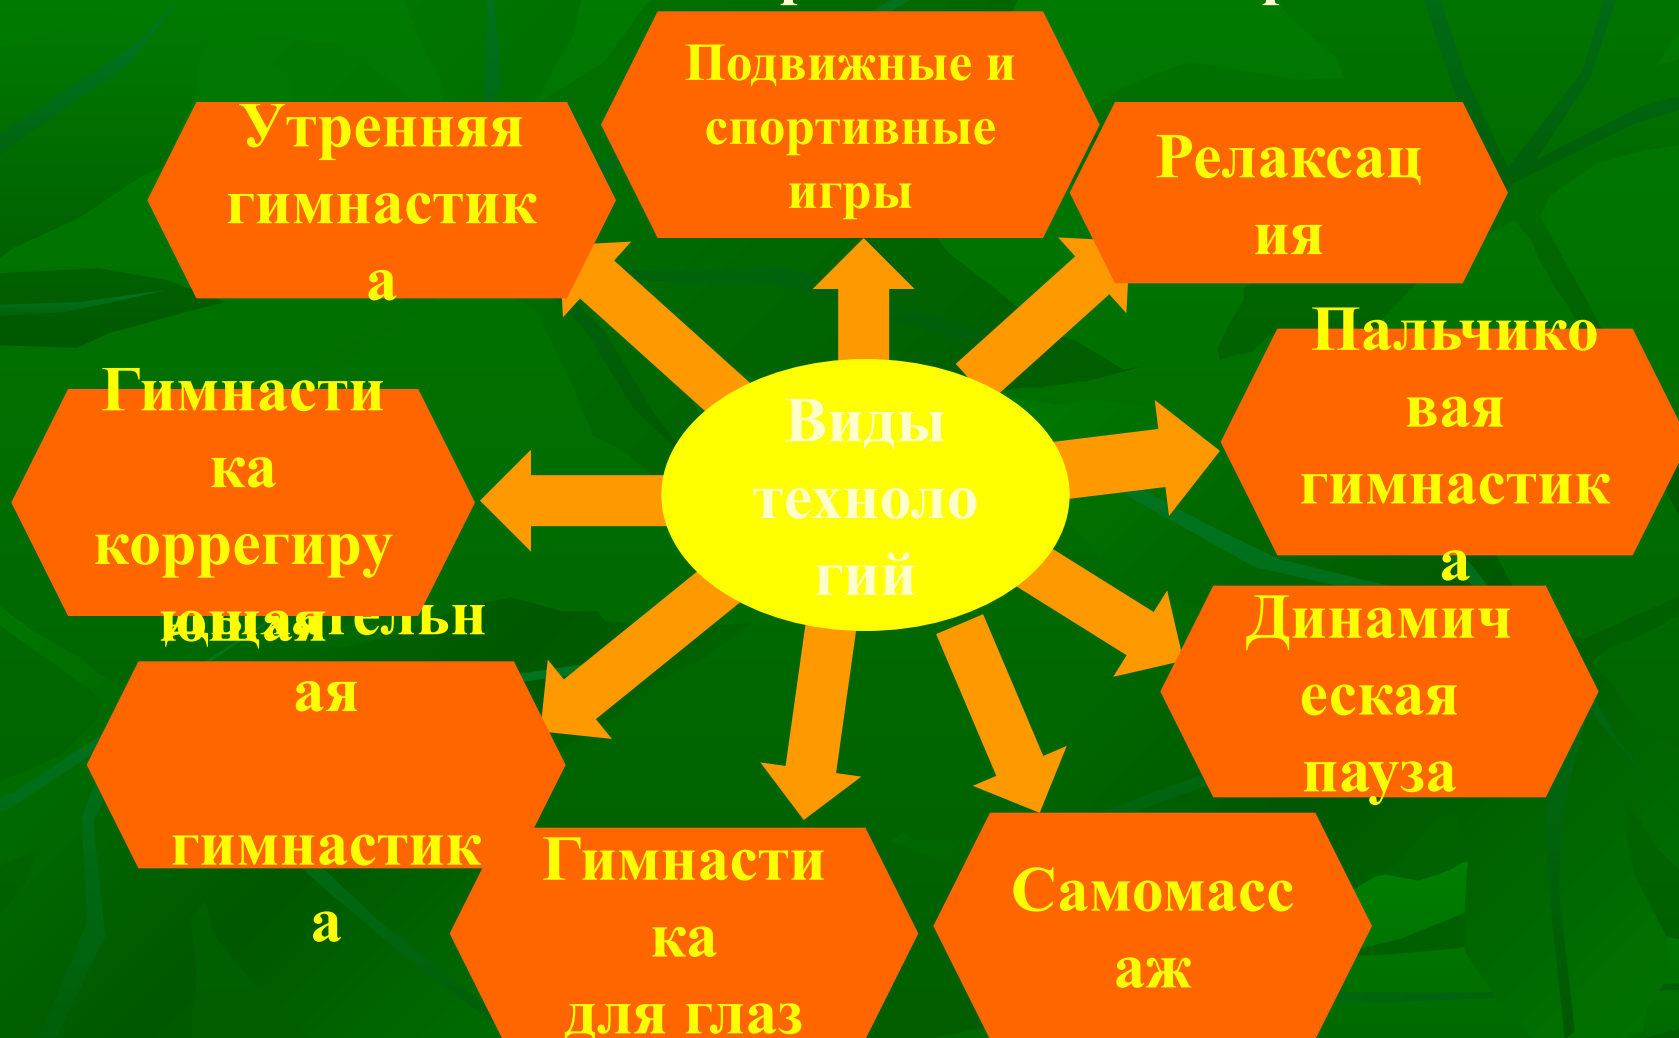 Подвижные и
спортивные
игры
Утренняя
гимнастик
а
Релаксац
ия
Пальчико
вая
гимнастик
а
Гимнасти
ка
коррегиру
ющая
Виды
техноло
гий
ая
гимнастик
а
Динамич
еская
пауза
Гимнасти
ка
для глаз
Самомасс
аж